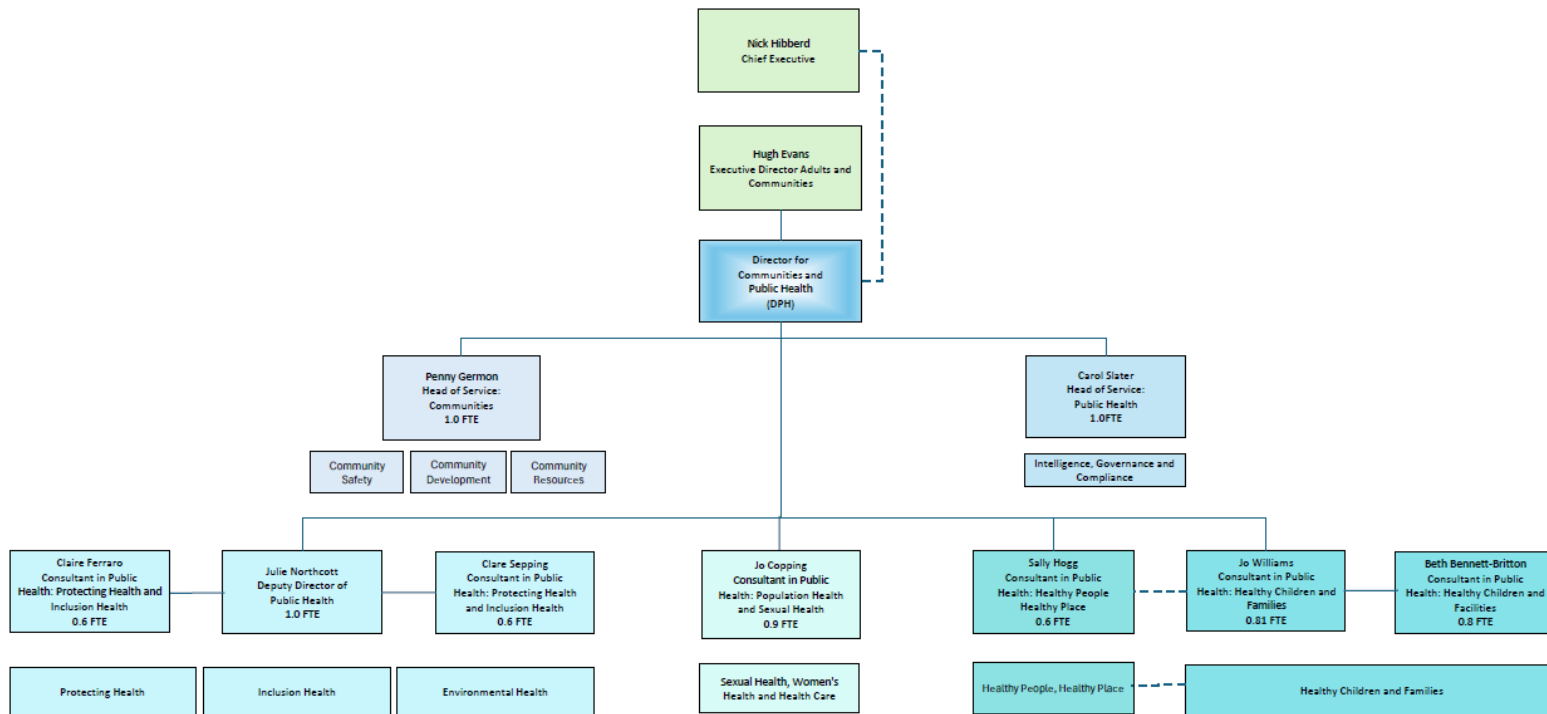 Nick Hibberd
Chief Executive
Hugh Evans
Executive Director Adults and
Communities
Director for
Communities and
Public Health
(DPH)
Penny Germon
Head of Service:
Communities
1.0 FTE
Carol Slater
Head of Service:
Public Health
1.0FTE
Community
Safety
Community
Development
Community
Resources
Intelligence, Governance and
Compliance
Claire Ferraro
Consultant in Public
Health: Protecting Health and
Inclusion Health
0.6 FTE
Julie Northcott
Deputy Director of
Public Health
1.0 FTE
Clare Sepping
Consultant in Public
Health: Protecting Health
and Inclusion Health
0.6 FTE
Jo Copping
Consultant in Public
Health: Population Health
and Sexual Health
0.9 FTE
Sally Hogg
Consultant in Public
Health: Healthy People
Healthy Place
0.6 FTE
Jo Williams
Consultant in Public
Health: Healthy Children and
Families
0.81 FTE
Beth Bennett-Britton
Consultant in Public
Health: Healthy Children and
Facilities
0.8 FTE
Protecting Health
Inclusion Health
Environmental Health
Sexual Health, Women's
Health and Health Care
Healthy People, Healthy Place
Healthy Children and Families